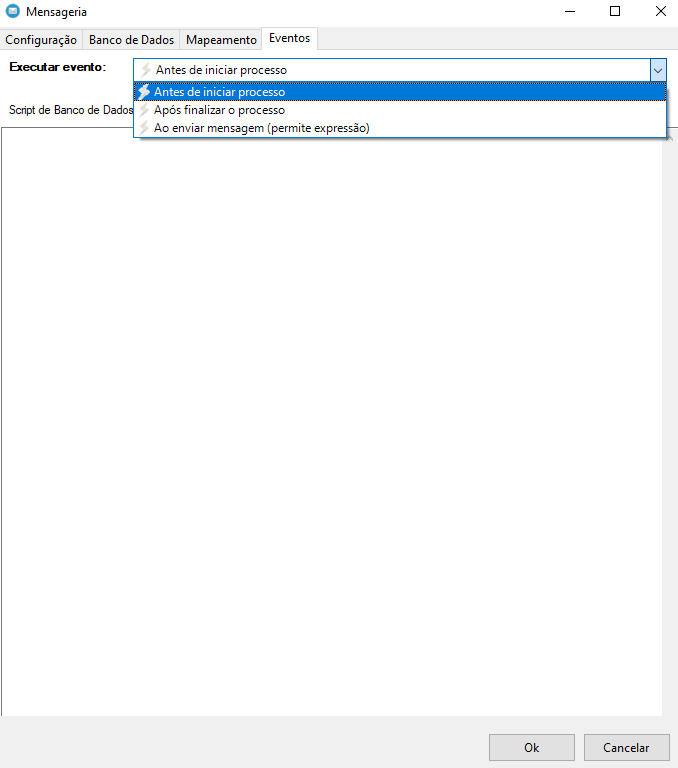 Mensageria
Configuração Banco de Dados Mapeamento Eventos
Executar evento: Antes de iniciar processo
Antes de iniciar processo
Script de Banco de Dados Após finalizar o processo
Ao enviar mensagem (permite expressão)
Ok Cancelar